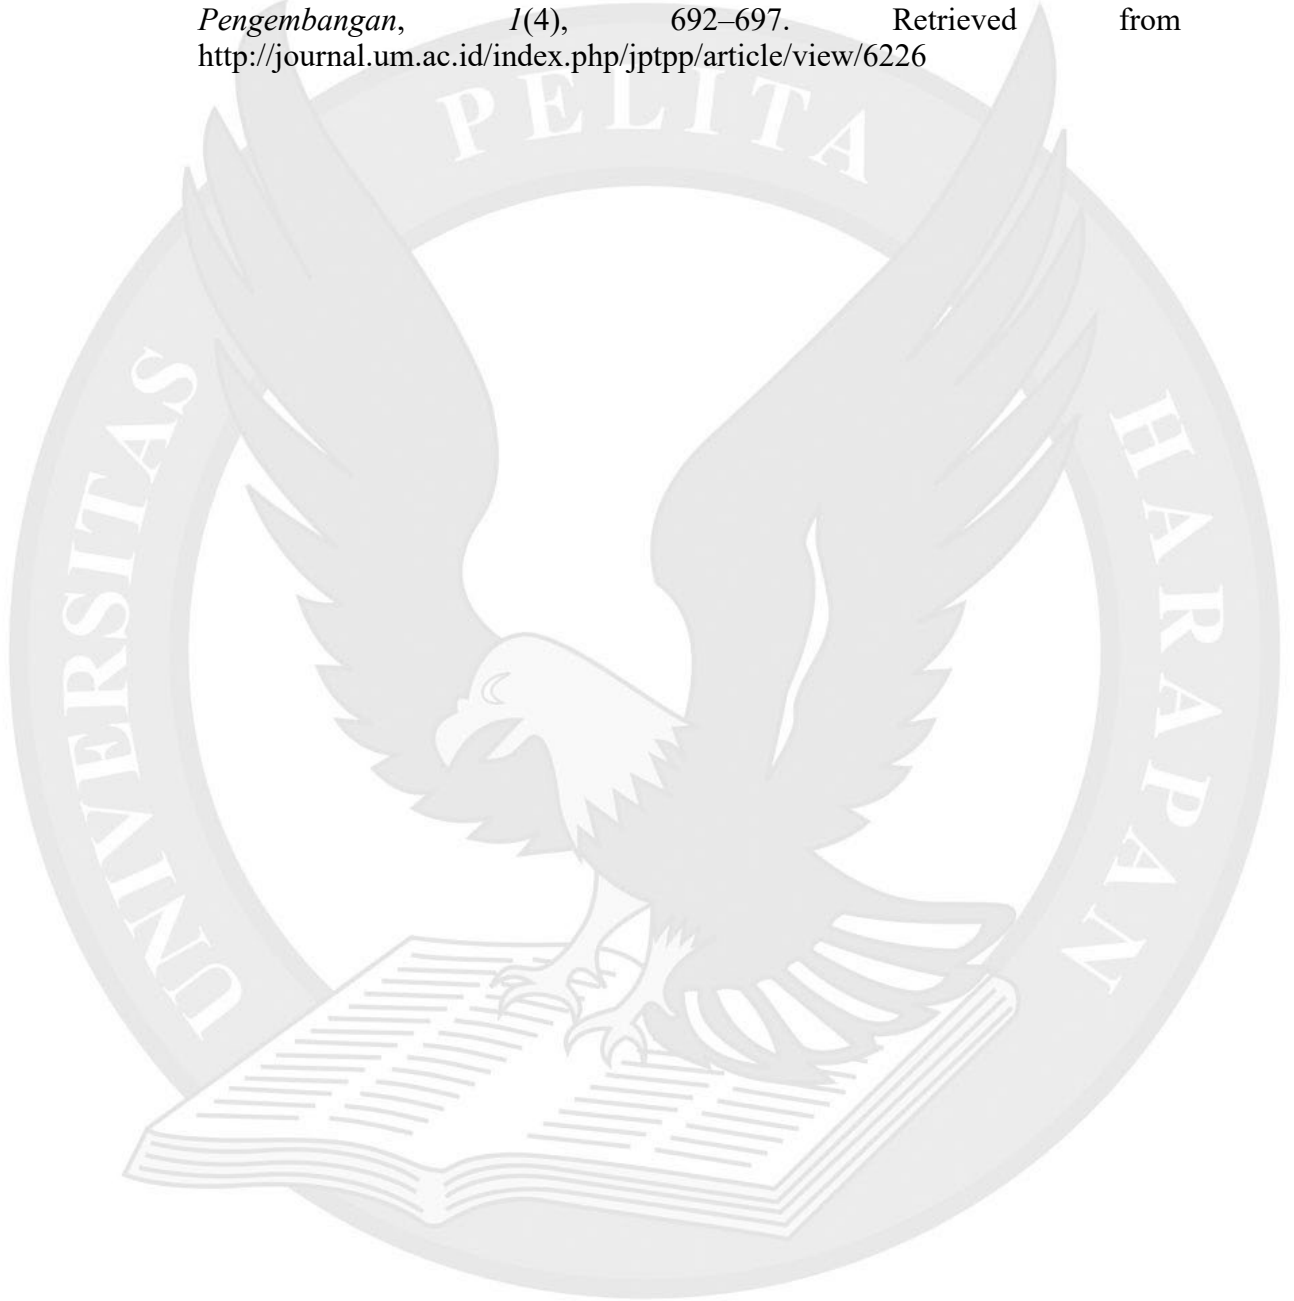 Pengembangan, 1(4), 692–697. Retrieved from
http://journal.um.ac.id/index.php/jptpp/article/view/6226
PELITA
UNIVERSITAS
HARAPAN